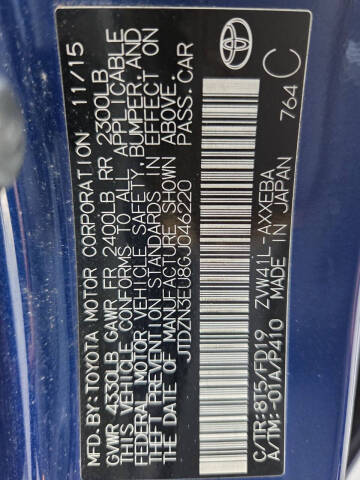 MFD.BY:TOYOTA MOTOR CORPORATION 11/15
GVWR 4330LB GAWR FR 2400LB RR 2300LB
THIS VEHICLE CONFORMS TO ALL APPLICABLE
FEDERAL MOTOR VEHICLE SAFETY, BUMPER, AND
THEFT PREVENTION STANDARDS IN EFFECT ON
THE DATE OF MANUFACTURE SHOWN ABOVE.
JTDZN3EU8GJ046220 PASS.CAR
C/TR:8T5/FD19 ZVW41L-AXXEBA
A/TM:-01A/P410 MADE IN JAPAN 764 C